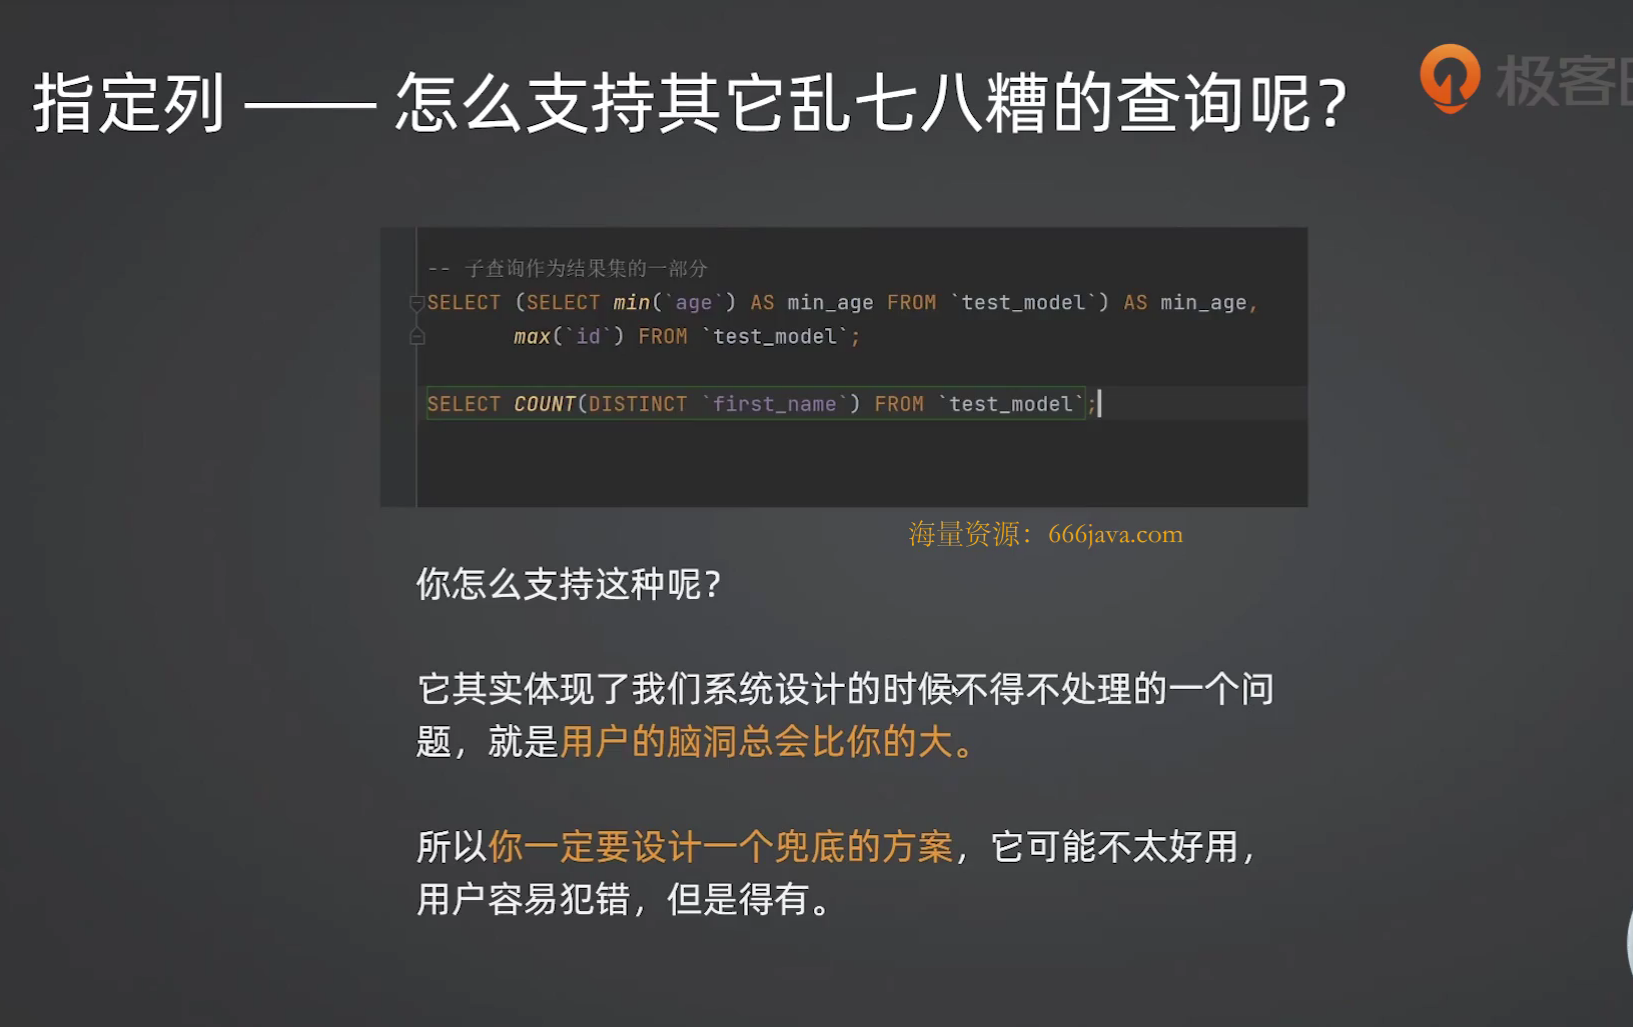 指定列 —— 怎么支持其它乱七八糟的查询呢？
极客
-- 子查询作为结果集的一部分
SELECT (SELECT min(`age`) AS min_age FROM `test_model`) AS min_age,
max(`id`) FROM `test_model`;
SELECT COUNT(DISTINCT `first_name`) FROM `test_model`;
海量资源：666java.com
你怎么支持这种呢？
它其实体现了我们系统设计的时候不得不处理的一个问
题，就是用户的脑洞总会比你的大。
所以你一定要设计一个兜底的方案，它可能不太好用，
用户容易犯错，但是得有。